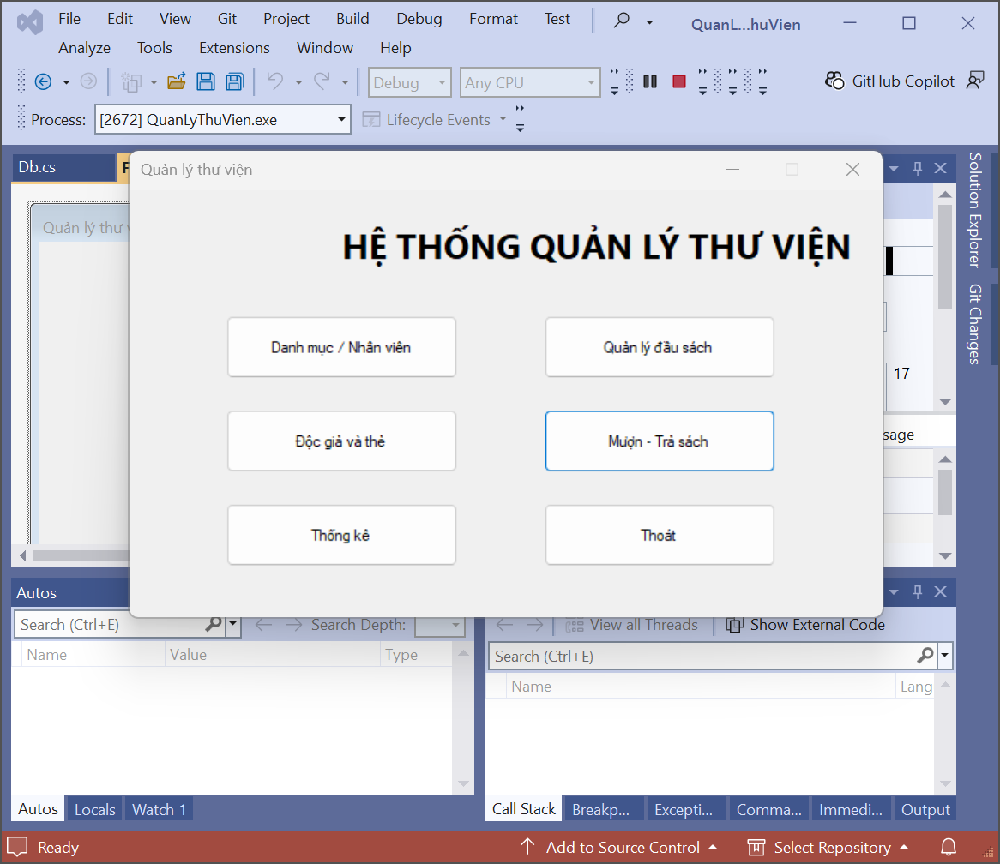 File Edit View Git Project Build Debug Format Test QuanL...huVien
Analyze Tools Extensions Window Help
Debug Any CPU GitHub Copilot
Process: [2672] QuanLyThuVien.exe Lifecycle Events
Db.cs
Quản lý thư viện
Quản lý thư
HỆ THỐNG QUẢN LÝ THƯ VIỆN
Danh mục / Nhân viên
Quản lý đầu sách
Độc giả và thẻ
Mượn - Trả sách
Thống kê
Thoát
Solution Explorer
Git Changes
17
sage
Autos
Search (Ctrl+E) Search Depth:
Name Value Type
View all Threads Show External Code
Search (Ctrl+E)
Name Lang
Autos Locals Watch 1
Call Stack Breakp... Excepti... Comma... Immedi... Output
Ready Add to Source Control Select Repository